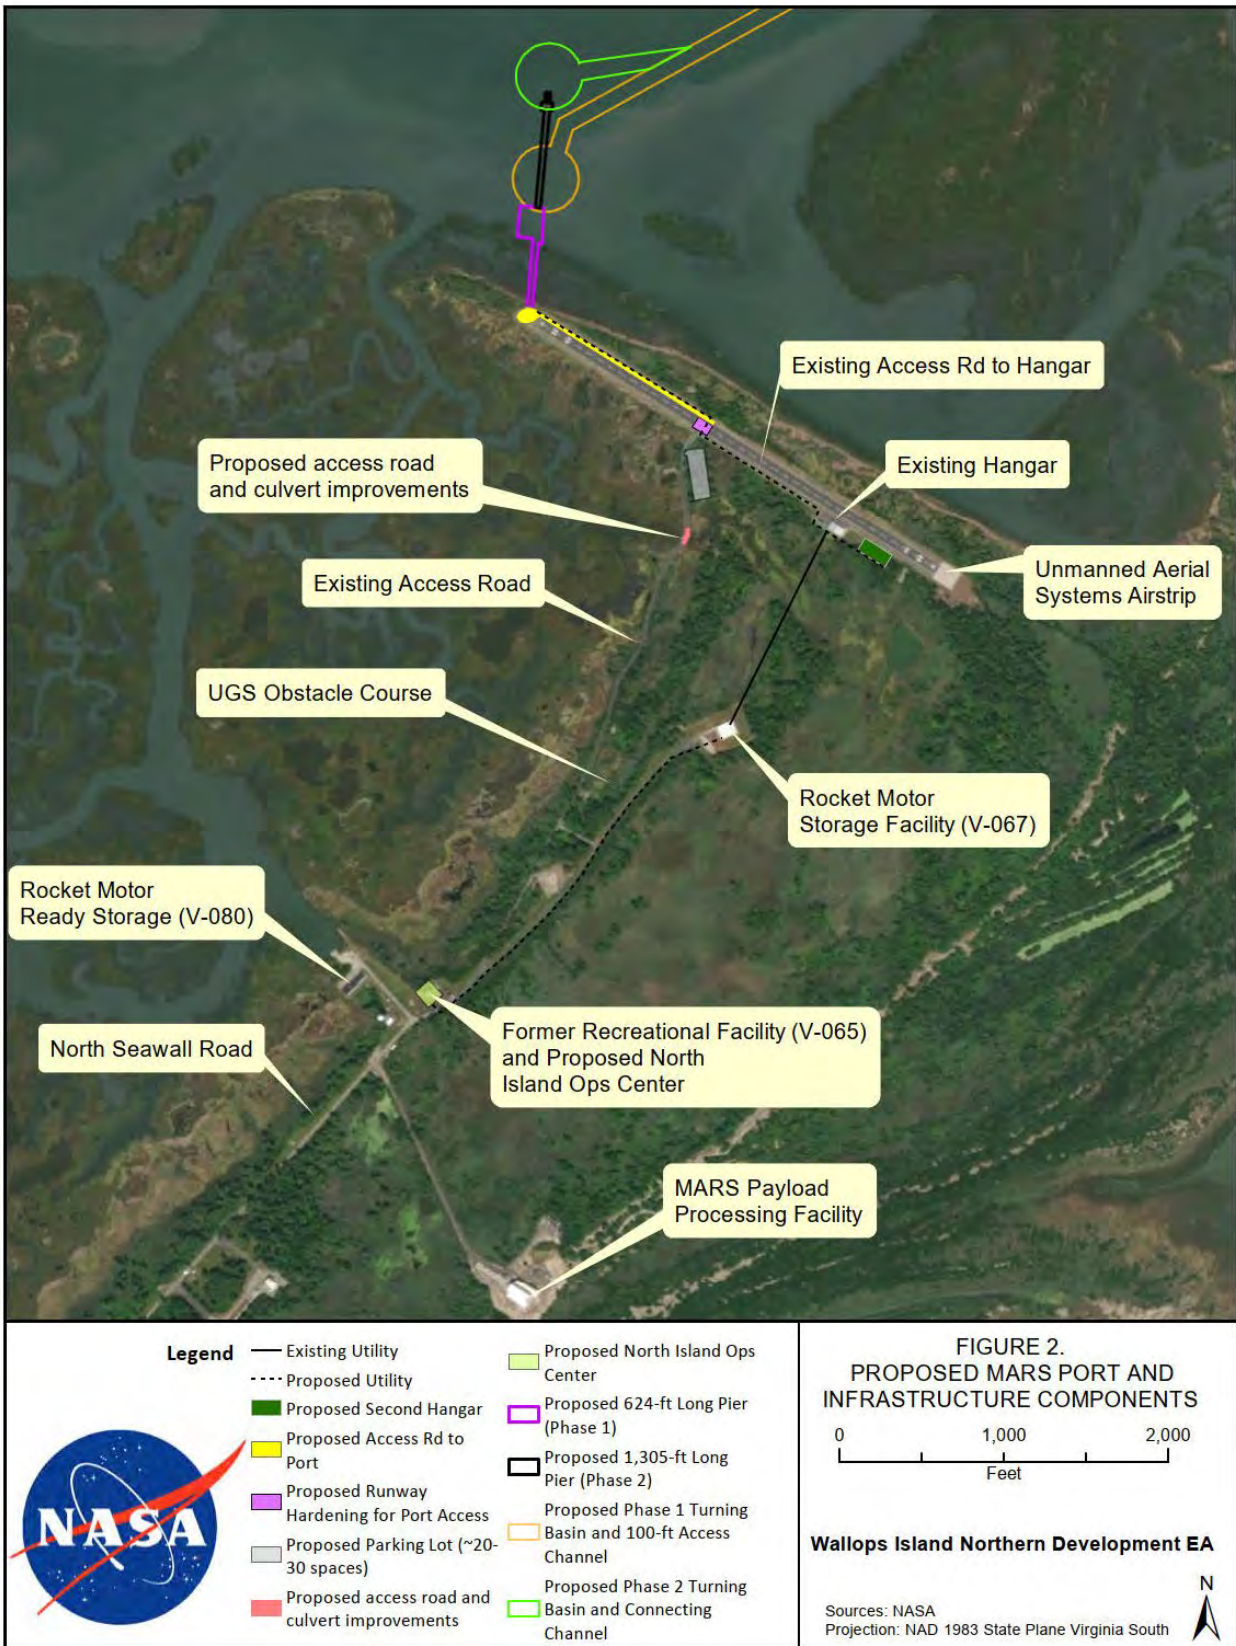 Existing Access Rd to Hangar
Proposed access road
and culvert improvements
Existing Hangar
Existing Access Road
Unmanned Aerial
Systems Airstrip
UGS Obstacle Course
Rocket Motor
Storage Facility (V-067)
Rocket Motor
Ready Storage (V-080)
Former Recreational Facility (V-065)
and Proposed North
Island Ops Center
North Seawall Road
MARS Payload
Processing Facility
Legend
Existing Utility
Proposed Utility
Proposed Second Hangar
Proposed Access Rd to
Port
Proposed Runway
Hardening for Port Access
Proposed Parking Lot (~20-
30 spaces)
Proposed access road and
culvert improvements
Proposed North Island Ops
Center
Proposed 624-ft Long Pier
(Phase 1)
Proposed 1,305-ft Long
Pier (Phase 2)
Proposed Phase 1 Turning
Basin and 100-ft Access
Channel
Proposed Phase 2 Turning
Basin and Connecting
Channel
NASA
FIGURE 2.
PROPOSED MARS PORT AND
INFRASTRUCTURE COMPONENTS
0 1,000 2,000
Feet
Wallops Island Northern Development EA
N
Sources: NASA
Projection: NAD 1983 State Plane Virginia South